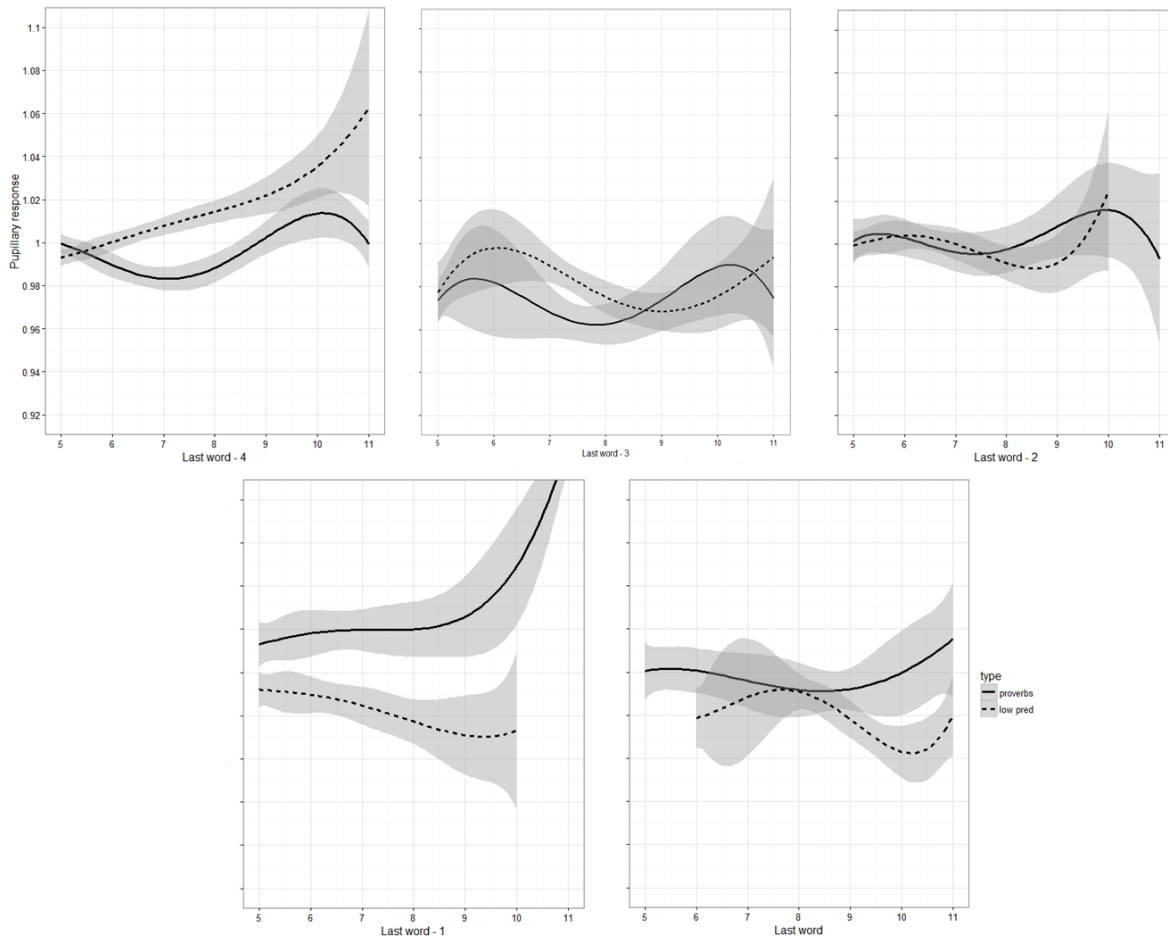 1.1
1.08
1.06
1.04
1.02
1
0.98
0.96
0.94
0.92
Pupillary response
5 6 7 8 9 10 11
Last word - 4
5 6 7 8 9 10 11
Last word - 3
5 6 7 8 9 10 11
Last word - 2
5 6 7 8 9 10 11
Last word - 1
5 6 7 8 9 10 11
Last word
type
proverbs
low pred